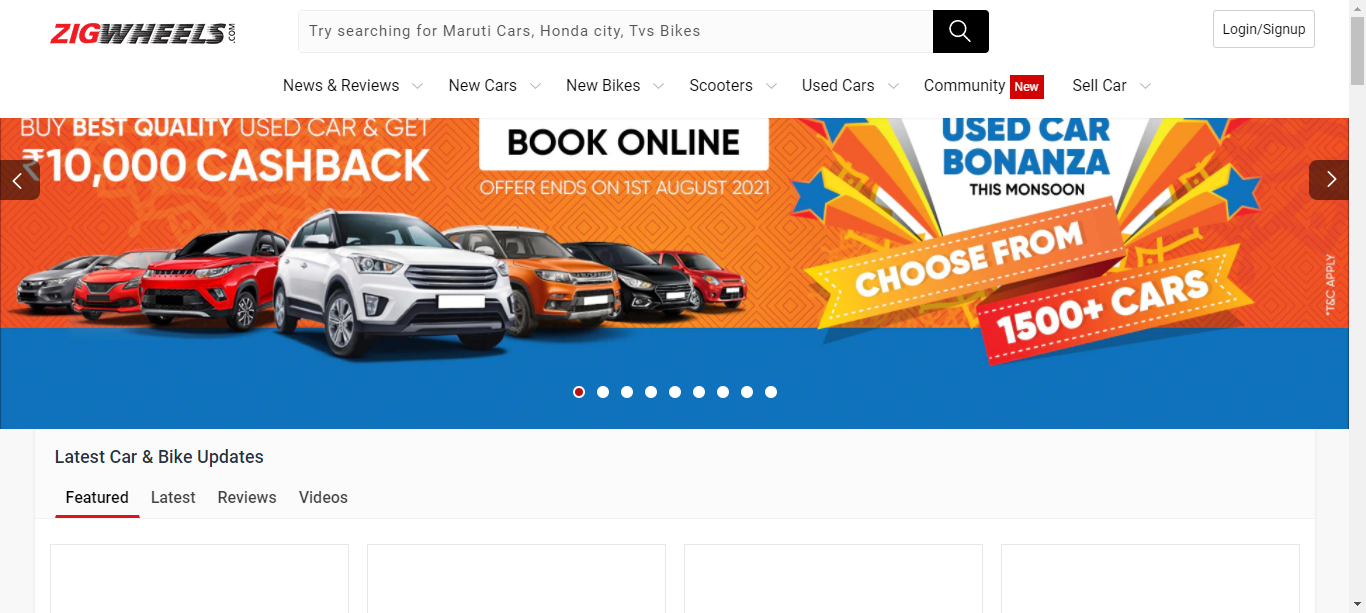 ZIGWHEELS.COM
Try searching for Maruti Cars, Honda city, Tvs Bikes
Login/Signup
News & Reviews
New Cars
New Bikes
Scooters
Used Cars
Community New
Sell Car
BUY BEST QUALITY USED CAR & GET
₹10,000 CASHBACK
BOOK ONLINE
OFFER ENDS ON 1ST AUGUST 2021
USED CAR
BONANZA
THIS MONSOON
CHOOSE FROM
1500+ CARS
*T&C APPLY
Latest Car & Bike Updates
Featured
Latest
Reviews
Videos